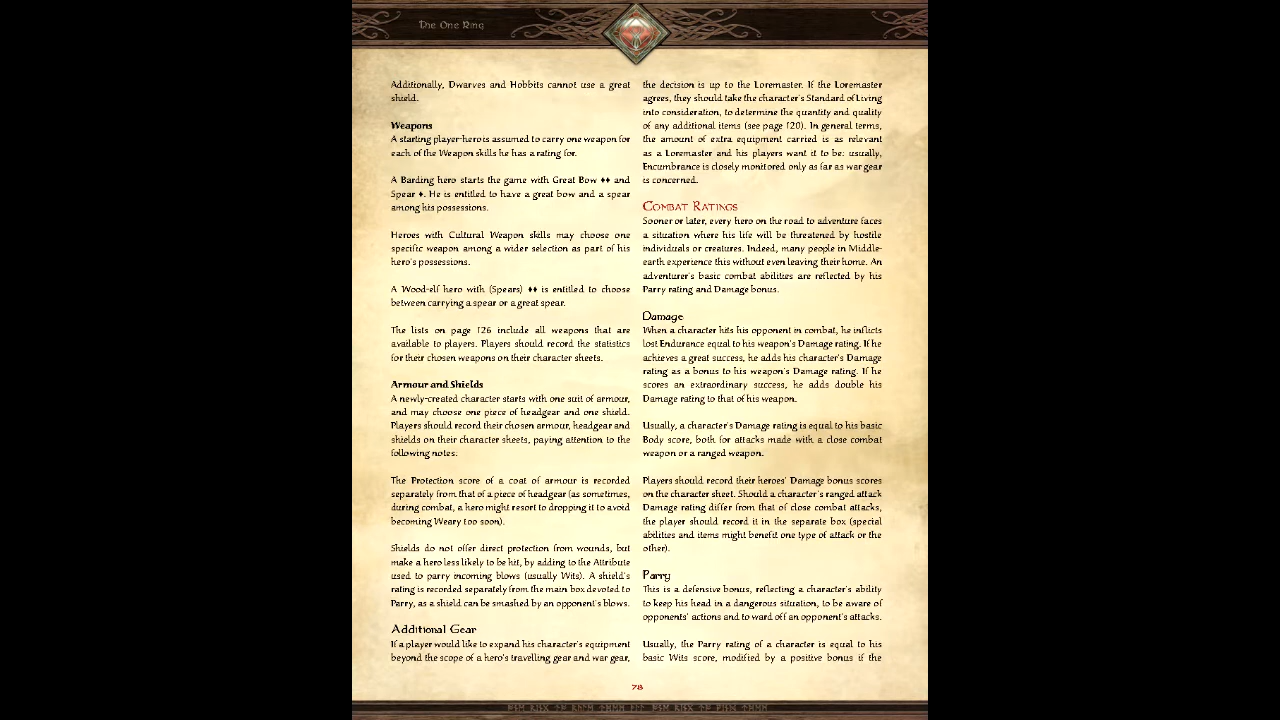 The One Ring
Additionally, Dwarves and Hobbits cannot use a great
shield.
Weapons
A starting player-hero is assumed to carry one weapon for
each of the Weapon skills he has a rating for.
A Barding hero starts the game with Great Bow ♦♦ and
Spear ♦. He is entitled to have a great bow and a spear
among his possessions.
Heroes with Cultural Weapon skills may choose one
specific weapon among a wider selection as part of his
hero's possessions.
A Wood-elf hero with (Spears) ♦♦ is entitled to choose
between carrying a spear or a great spear.
The lists on page 126 include all weapons that are
available to players. Players should record the statistics
for their chosen weapons on their character sheets.
Armour and Shields
A newly-created character starts with one suit of armour,
and may choose one piece of headgear and one shield.
Players should record their chosen armour, headgear and
shields on their character sheets, paying attention to the
following notes:
The Protection score of a coat of armour is recorded
separately from that of a piece of headgear (as sometimes,
during combat, a hero might resort to dropping it to avoid
becoming Weary too soon).
Shields do not offer direct protection from wounds, but
make a hero less likely to be hit, by adding to the Attribute
used to parry incoming blows (usually Wits). A shield's
rating is recorded separately from the main box devoted to
Parry, as a shield can be smashed by an opponent's blows.
Additional Gear
If a player would like to expand his character's equipment
beyond the scope of a hero's travelling gear and war gear,
the decision is up to the Loremaster. If the Loremaster
agrees, they should take the character's Standard of Living
into consideration, to determine the quantity and quality
of any additional items (see page 120). In general terms,
the amount of extra equipment carried is as relevant
as a Loremaster and his players want it to be: usually,
Encumbrance is closely monitored only as far as war gear
is concerned.
Combat Ratings
Sooner or later, every hero on the road to adventure faces
a situation where his life will be threatened by hostile
individuals or creatures. Indeed, many people in Middle-
earth experience this without even leaving their home. An
adventurer's basic combat abilities are reflected by his
Parry rating and Damage bonus.
Damage
When a character hits his opponent in combat, he inflicts
lost Endurance equal to his weapon's Damage rating. If he
achieves a great success, he adds his character's Damage
rating as a bonus to his weapon's Damage rating. If he
scores an extraordinary success, he adds double his
Damage rating to that of his weapon.
Usually, a character's Damage rating is equal to his basic
Body score, both for attacks made with a close combat
weapon or a ranged weapon.
Players should record their heroes' Damage bonus scores
on the character sheet. Should a character's ranged attack
Damage rating differ from that of close combat attacks,
the player should record it in the separate box (special
abilities and items might benefit one type of attack or the
other).
Parry
This is a defensive bonus, reflecting a character's ability
to keep his head in a dangerous situation, to be aware of
opponents' actions and to ward off an opponent's attacks.
Usually, the Parry rating of a character is equal to his
basic Wits score, modified by a positive bonus if the
78